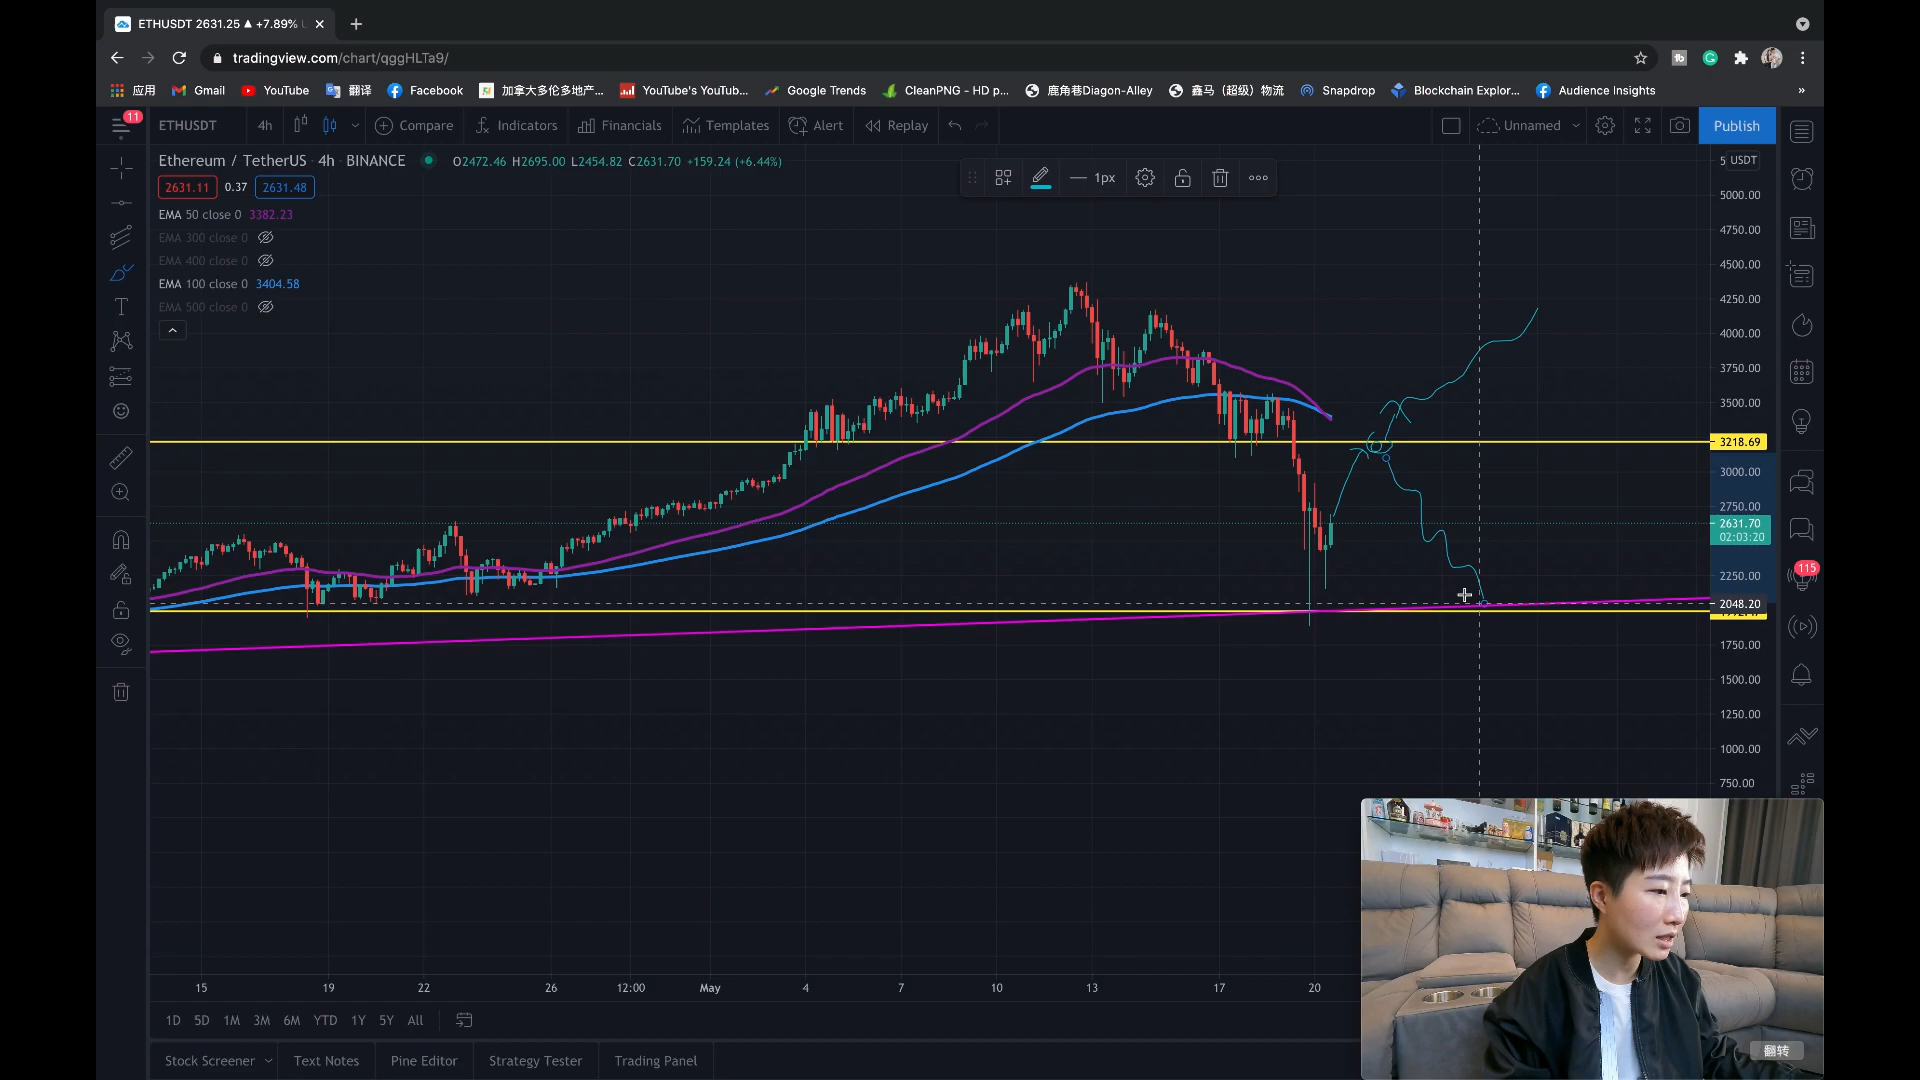 ETHUSDT 2631.25 ▲ +7.89%
tradingview.com/chart/qggHLTa9/
应用 Gmail YouTube 翻译 Facebook 加拿大多伦多地产... YouTube's YouTub... Google Trends CleanPNG - HD p... 鹿角巷Diagon-Alley 鑫马（超级）物流 Snapdrop Blockchain Explor... Audience Insights »
11 ETHUSDT 4h Compare Indicators Financials Templates Alert Replay Unnamed Publish
Ethereum / TetherUS · 4h · BINANCE O2472.46 H2695.00 L2454.82 C2631.70 +159.24 (+6.44%)
2631.11 0.37 2631.48
EMA 50 close 0 3382.23
EMA 300 close 0
EMA 400 close 0
EMA 100 close 0 3404.58
EMA 500 close 0
1px
USDT
5000.00
4750.00
4500.00
4250.00
4000.00
3750.00
3500.00
3218.69
3000.00
2750.00
2631.70
02:03:20
2250.00
2048.20
1750.00
1500.00
1250.00
1000.00
750.00
115
15 19 22 26 12:00 May 4 7 10 13 17 20
1D 5D 1M 3M 6M YTD 1Y 5Y All
Stock Screener Text Notes Pine Editor Strategy Tester Trading Panel
翻转